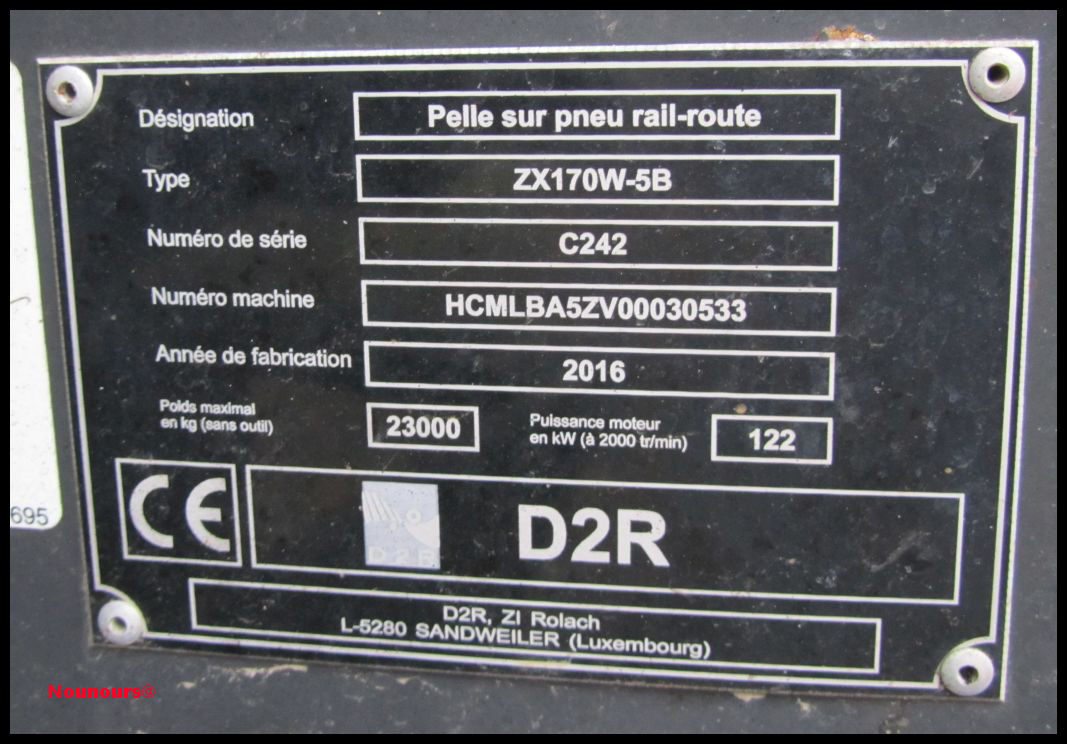 Désignation Pelle sur pneu rail-route
Type ZX170W-5B
Numéro de série C242
Numéro machine HCMLBA5ZV00030533
Année de fabrication 2016
Poids maximal
en kg (sans outil) 23000
Puissance moteur
en kW (à 2000 tr/min) 122
CE
D2R
D2R
D2R, ZI Rolach
L-5280 SANDWEILER (Luxembourg)
695
Nounours®